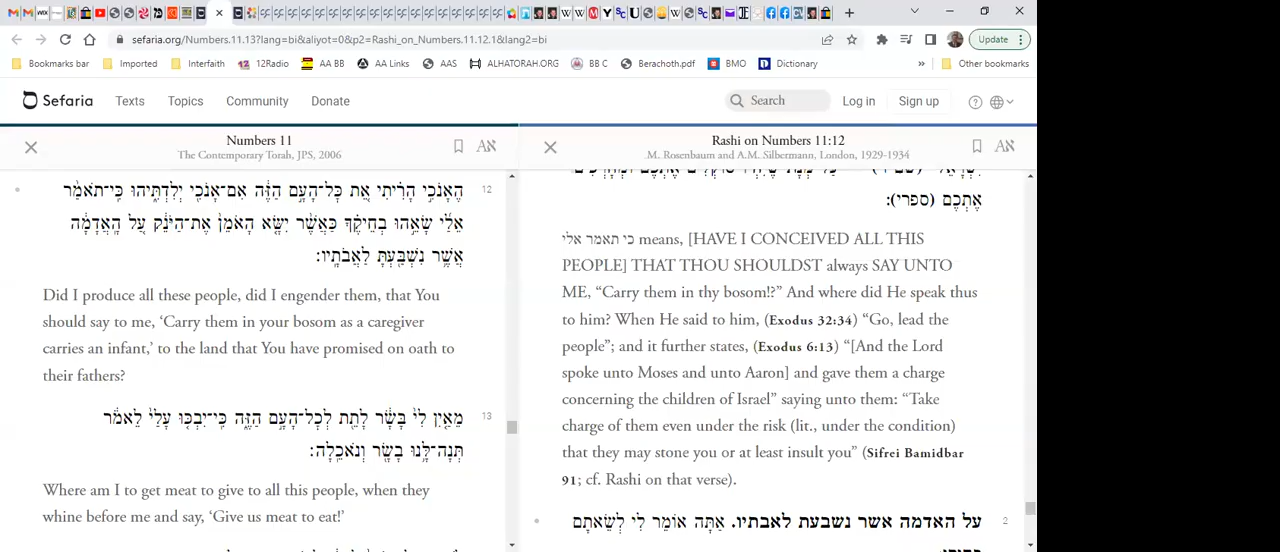 sefaria.org/Numbers.11.13?lang=bi&aliyot=0&p2=Rashi_on_Numbers.11.12.1&lang2=bi
Update
Bookmarks bar Imported Interfaith 12Radio AA BB AA Links AAS ALHATORAH.ORG BB C Berachoth.pdf BMO Dictionary » Other bookmarks
Sefaria Texts Topics Community Donate Search Log in Sign up
Numbers 11
The Contemporary Torah, JPS, 2006
אA
12
הֶאָנֹכִ֣י הָרִ֗יתִי אֵ֚ת כׇּל־הָעָ֣ם הַזֶּ֔ה אִם־אָנֹכִ֖י יְלִדְתִּ֑יהוּ כִּֽי־תֹאמַ֨ר
אֵלַ֜י שָׂאֵ֣הוּ בְחֵיקֶ֗ךָ כַּאֲשֶׁ֨ר יִשָּׂ֤א הָאֹמֵן֙ אֶת־הַיֹּנֵ֔ק עַ֚ל הָֽאֲדָמָ֔ה
אֲשֶׁ֥ר נִשְׁבַּ֖עְתָּ לַאֲבֹתָֽיו׃
Did I produce all these people, did I engender them, that You
should say to me, ‘Carry them in your bosom as a caregiver
carries an infant,’ to the land that You have promised on oath to
their fathers?
13
מֵאַ֤יִן לִי֙ בָּשָׂ֔ר לָתֵ֖ת לְכׇל־הָעָ֣ם הַזֶּ֑ה כִּֽי־יִבְכּ֤וּ עָלַי֙ לֵאמֹ֔ר
תְּנָה־לָּ֥נוּ בָשָׂ֖ר וְנֹאכֵֽלָה׃
Where am I to get meat to give to all this people, when they
whine before me and say, ‘Give us meat to eat!’
Rashi on Numbers 11:12
M. Rosenbaum and A.M. Silbermann, London, 1929-1934
אA
אֶתְכֶם (ספרי):
כי תאמר אלי means, [HAVE I CONCEIVED ALL THIS
PEOPLE] THAT THOU SHOULDST always SAY UNTO
ME, “Carry them in thy bosom!?” And where did He speak thus
to him? When He said to him, (Exodus 32:34) “Go, lead the
people”; and it further states, (Exodus 6:13) “[And the Lord
spoke unto Moses and unto Aaron] and gave them a charge
concerning the children of Israel” saying unto them: “Take
charge of them even under the risk (lit., under the condition)
that they may stone you or at least insult you” (Sifrei Bamidbar
91; cf. Rashi on that verse).
2
על האדמה אשר נשבעת לאבתיו. אַתָּה אוֹמֵר לִי לְשֵׂאתָם